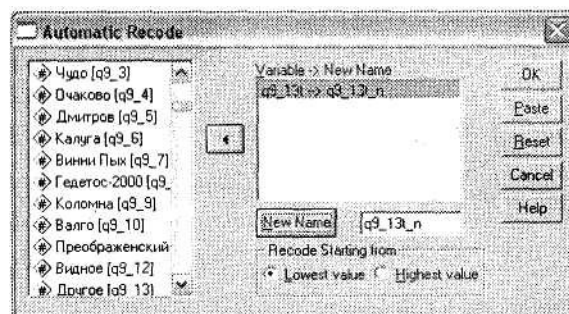 Automatic Recode
Чудо [q9_3]
Очаково [q9_4]
Дмитров [q9_5]
Калуга [q9_6]
Винни Пых [q9_7]
Гедетос-2000 [q9_
Коломна [q9_9]
Валго [q9_10]
Преображенский
Видное [q9_12]
Другое [q9_13]
Variable -> New Name
q9_13t -> q9_13t_n
New Name
q9_13t_n
Recode Starting from
Lowest value
Highest value
OK
Paste
Reset
Cancel
Help